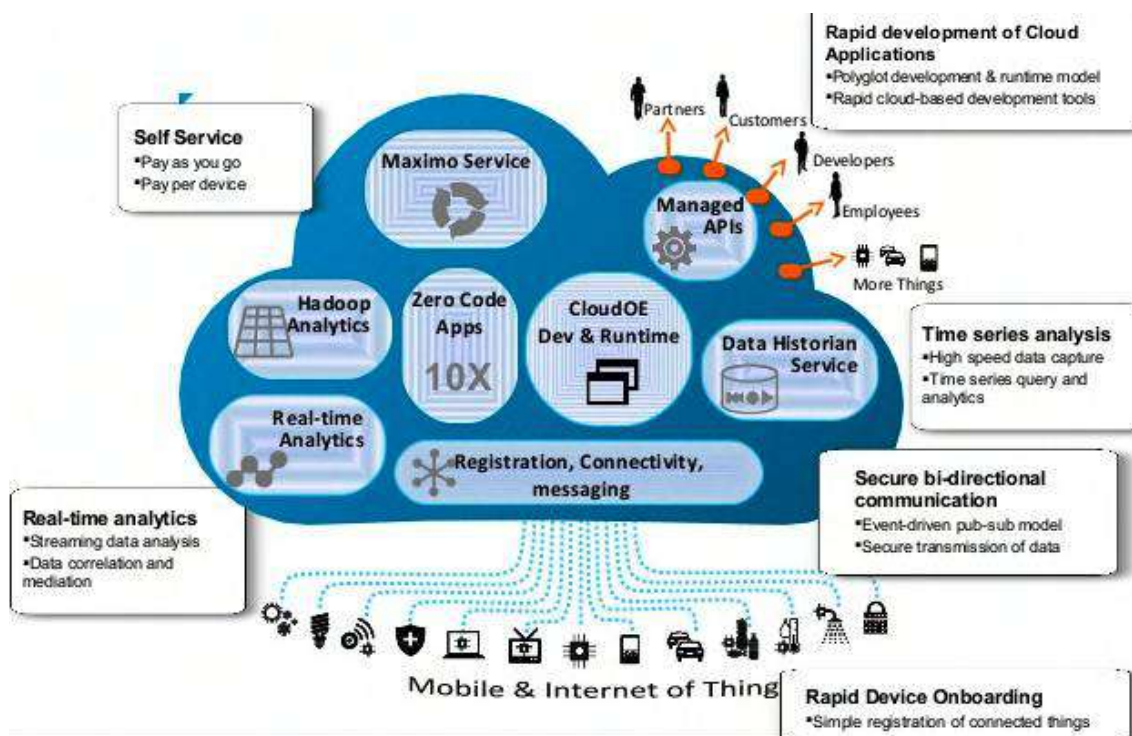 Rapid development of Cloud
Applications
▪Polyglot development & runtime model
▪Rapid cloud-based development tools
Self Service
▪Pay as you go
▪Pay per device
Partners
Customers
Developers
Employees
More Things
Maximo Service
Managed
APIs
Hadoop
Analytics
Zero Code
Apps
10X
CloudOE
Dev & Runtime
Data Historian
Service
Real-time
Analytics
Registration, Connectivity,
messaging
Time series analysis
▪High speed data capture
▪Time series query and
analytics
Secure bi-directional
communication
▪Event-driven pub-sub model
▪Secure transmission of data
Real-time analytics
▪Streaming data analysis
▪Data correlation and
mediation
Mobile & Internet of Thing
Rapid Device Onboarding
▪Simple registration of connected things